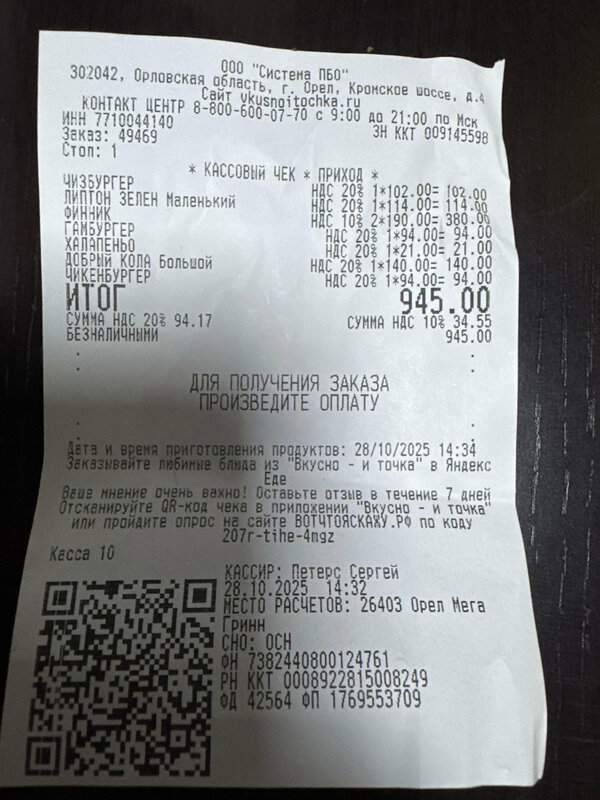 ООО "Система ПБО"
302042, Орловская область, г. Орел, Кромское шоссе, д.4
Сайт vkusnoitochka.ru
КОНТАКТ ЦЕНТР 8-800-600-07-70 с 9:00 до 21:00 по Мск
ИНН 7710044140 ЗН ККТ 009145598
Заказ: 49469
Стол: 1
* КАССОВЫЙ ЧЕК * ПРИХОД *
ЧИЗБУРГЕР НДС 20% 1*102.00= 102.00
ЛИПТОН ЗЕЛЕН Маленький НДС 20% 1*114.00= 114.00
ФИННИК НДС 10% 2*190.00= 380.00
ГАМБУРГЕР НДС 20% 1*94.00= 94.00
ХАЛАПЕНЬО НДС 20% 1*21.00= 21.00
ДОБРЫЙ КОЛА Большой НДС 20% 1*140.00= 140.00
ЧИКЕНБУРГЕР НДС 20% 1*94.00= 94.00
ИТОГ 945.00
СУММА НДС 20% 94.17 СУММА НДС 10% 34.55
БЕЗНАЛИЧНЫМИ 945.00
ДЛЯ ПОЛУЧЕНИЯ ЗАКАЗА
ПРОИЗВЕДИТЕ ОПЛАТУ
Дата и время приготовления продуктов: 28/10/2025 14:34
Заказывайте любимые блюда из "Вкусно - и точка" в Яндекс
Еде
Ваше мнение очень важно! Оставьте отзыв в течение 7 дней
Отсканируйте QR-код чека в приложении "Вкусно - и точка"
или пройдите опрос на сайте ВОТЧТОЯСКАЖУ.РФ по коду
207r-tihe-4mgz
Касса 10
КАССИР: Петерс Сергей
28.10.2025 14:32
МЕСТО РАСЧЕТОВ: 26403 Орел Мега
Гринн
СНО: ОСН
ФН 7382440800124761
РН ККТ 0008922815008249
ФД 42564 ФП 1769553709